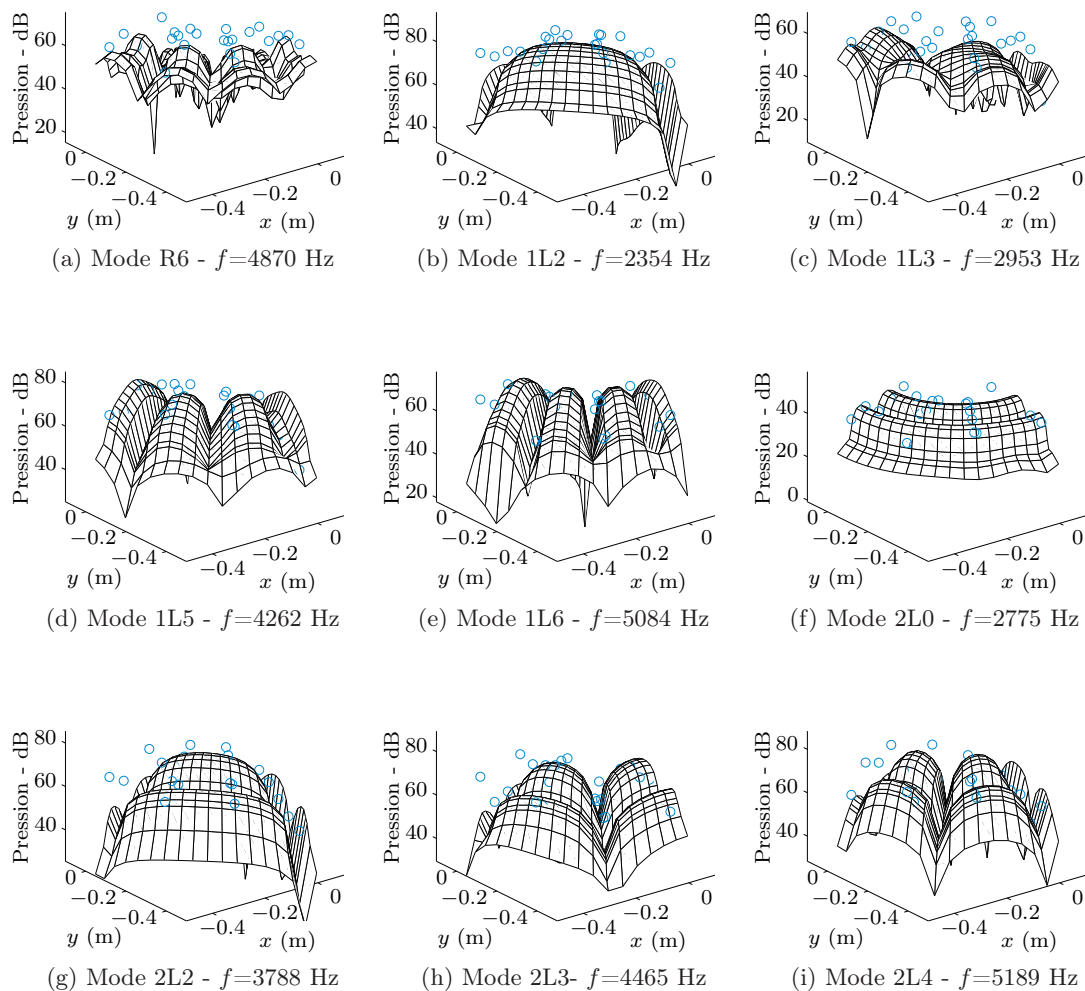 Pression - dB
60
40
20
0
−0.2
−0.4
y (m)
−0.4
−0.2
0
x (m)
(a) Mode R6 - f=4870 Hz
Pression - dB
80
60
40
0
−0.2
−0.4
y (m)
−0.4
−0.2
0
x (m)
(b) Mode 1L2 - f=2354 Hz
Pression - dB
60
40
20
0
−0.2
−0.4
y (m)
−0.4
−0.2
0
x (m)
(c) Mode 1L3 - f=2953 Hz
Pression - dB
80
60
40
0
−0.2
−0.4
y (m)
−0.4
−0.2
0
x (m)
(d) Mode 1L5 - f=4262 Hz
Pression - dB
60
40
20
0
−0.2
−0.4
y (m)
−0.4
−0.2
0
x (m)
(e) Mode 1L6 - f=5084 Hz
Pression - dB
40
20
0
0
−0.2
−0.4
y (m)
−0.4
−0.2
0
x (m)
(f) Mode 2L0 - f=2775 Hz
Pression - dB
80
60
40
0
−0.2
−0.4
y (m)
−0.4
−0.2
0
x (m)
(g) Mode 2L2 - f=3788 Hz
Pression - dB
80
60
40
0
−0.2
−0.4
y (m)
−0.4
−0.2
0
x (m)
(h) Mode 2L3- f=4465 Hz
Pression - dB
80
60
40
0
−0.2
−0.4
y (m)
−0.4
−0.2
0
x (m)
(i) Mode 2L4 - f=5189 Hz